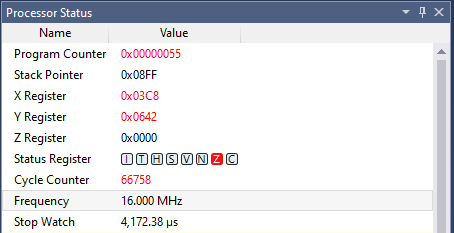 Processor Status
Name Value
Program Counter 0x00000055
Stack Pointer 0x08FF
X Register 0x03C8
Y Register 0x0642
Z Register 0x0000
Status Register I T H S V N Z C
Cycle Counter 66758
Frequency 16.000 MHz
Stop Watch 4,172.38 µs